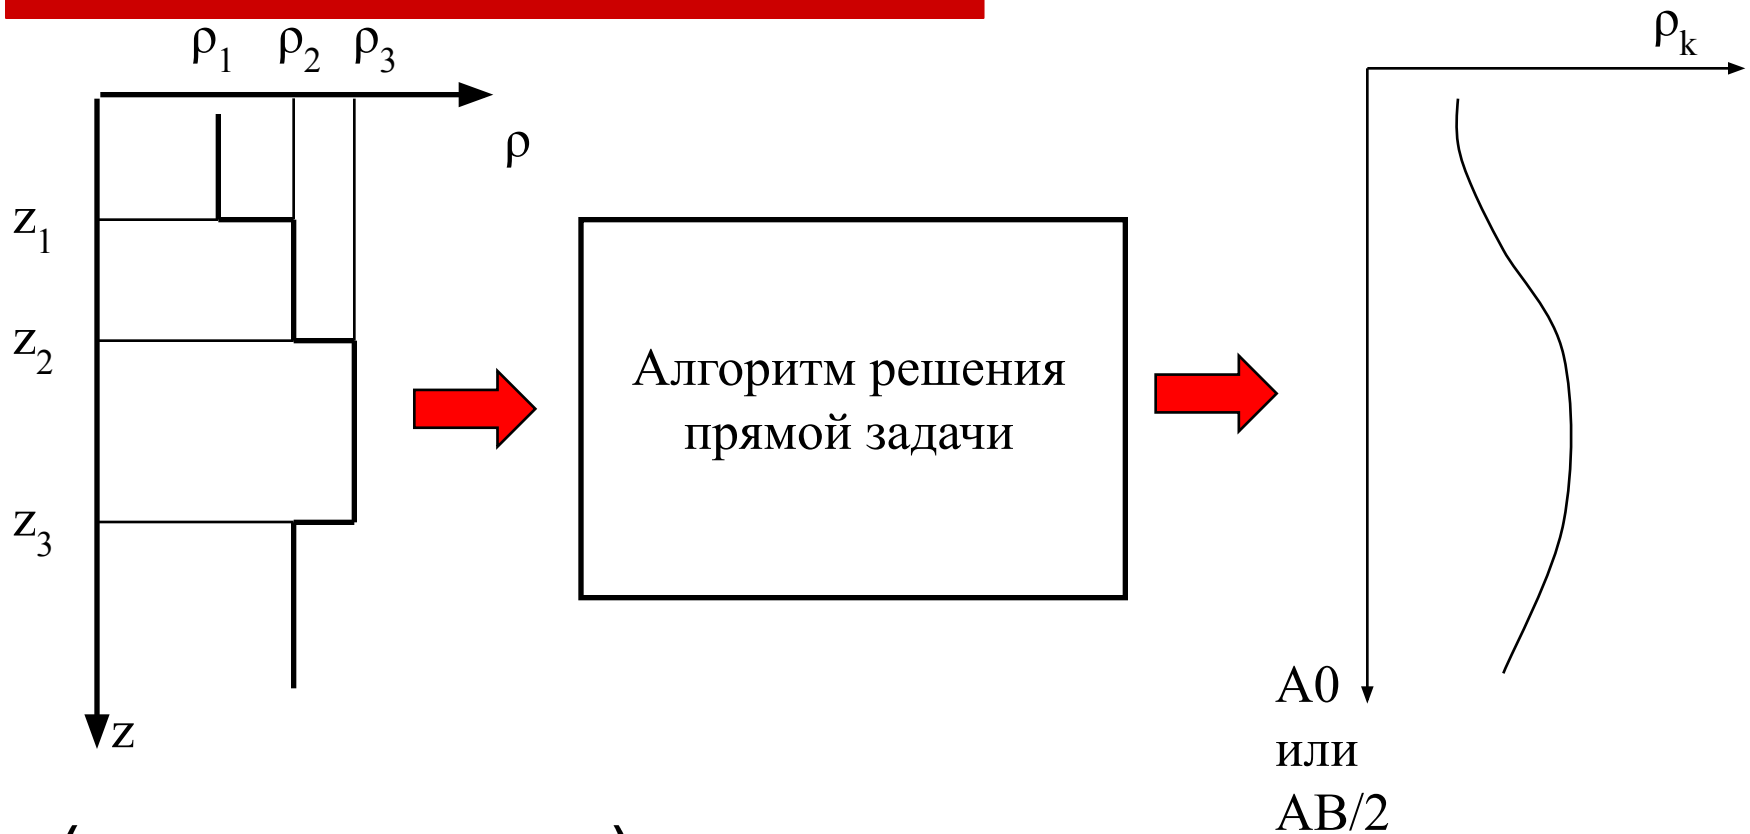 ρ1 ρ2 ρ3
ρ
z1
z2
z3
z
Алгоритм решения
прямой задачи
ρk
A0
или
AB/2
( )